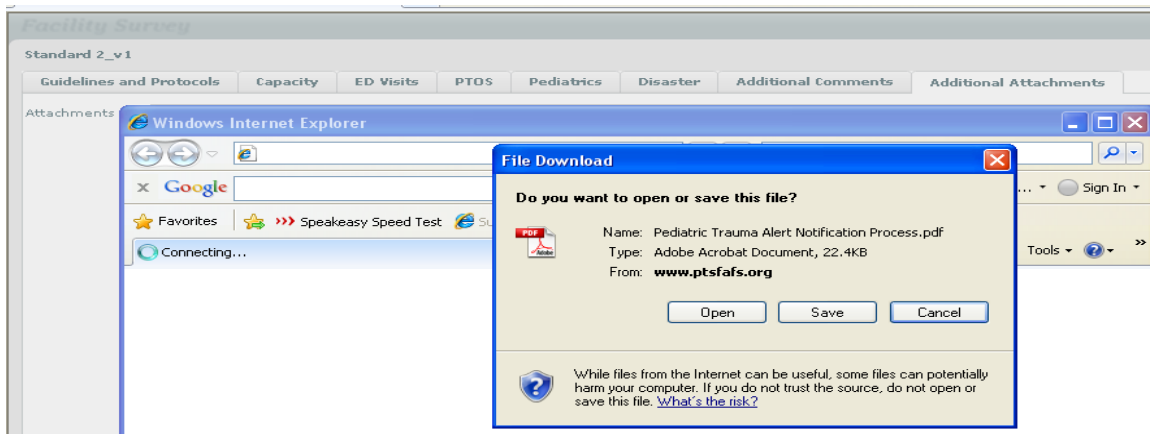 Facility Survey
Standard 2_v1
Guidelines and Protocols Capacity ED Visits PTOS Pediatrics Disaster Additional Comments Additional Attachments
Attachments
Windows Internet Explorer
File Download
Google
... Sign In
Do you want to open or save this file?
Favorites Speakeasy Speed Test Su
PDF Name: Pediatric Trauma Alert Notification Process.pdf
Adobe Type: Adobe Acrobat Document, 22.4KB
Connecting... Tools
From: www.ptsfafs.org
Open Save Cancel
While files from the Internet can be useful, some files can potentially
harm your computer. If you do not trust the source, do not open or
save this file. What's the risk?